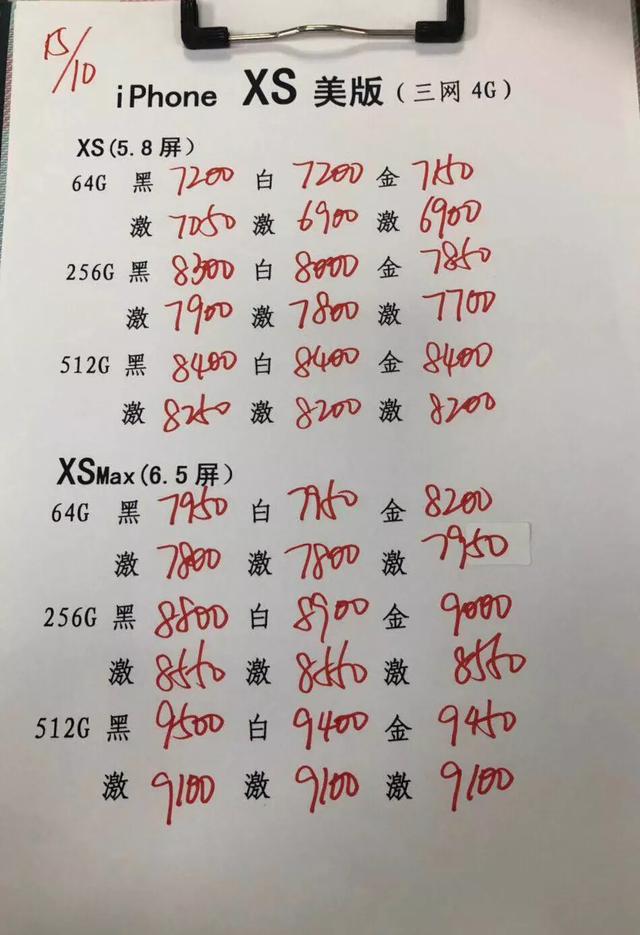 15/10
iPhone XS 美版(三网 4G)
XS(5.8屏)
64G 黑 7200 白 7200 金 7150
激 7050 激 6900 激 6900
256G 黑 8300 白 8000 金 7850
激 7900 激 7800 激 7700
512G 黑 8400 白 8400 金 8400
激 8250 激 8200 激 8200
XSMax(6.5屏)
64G 黑 7950 白 7950 金 8200
激 7800 激 7800 激 7950
256G 黑 8800 白 8900 金 9000
激 8550 激 8550 激 8550
512G 黑 9500 白 9400 金 9450
激 9100 激 9100 激 9100